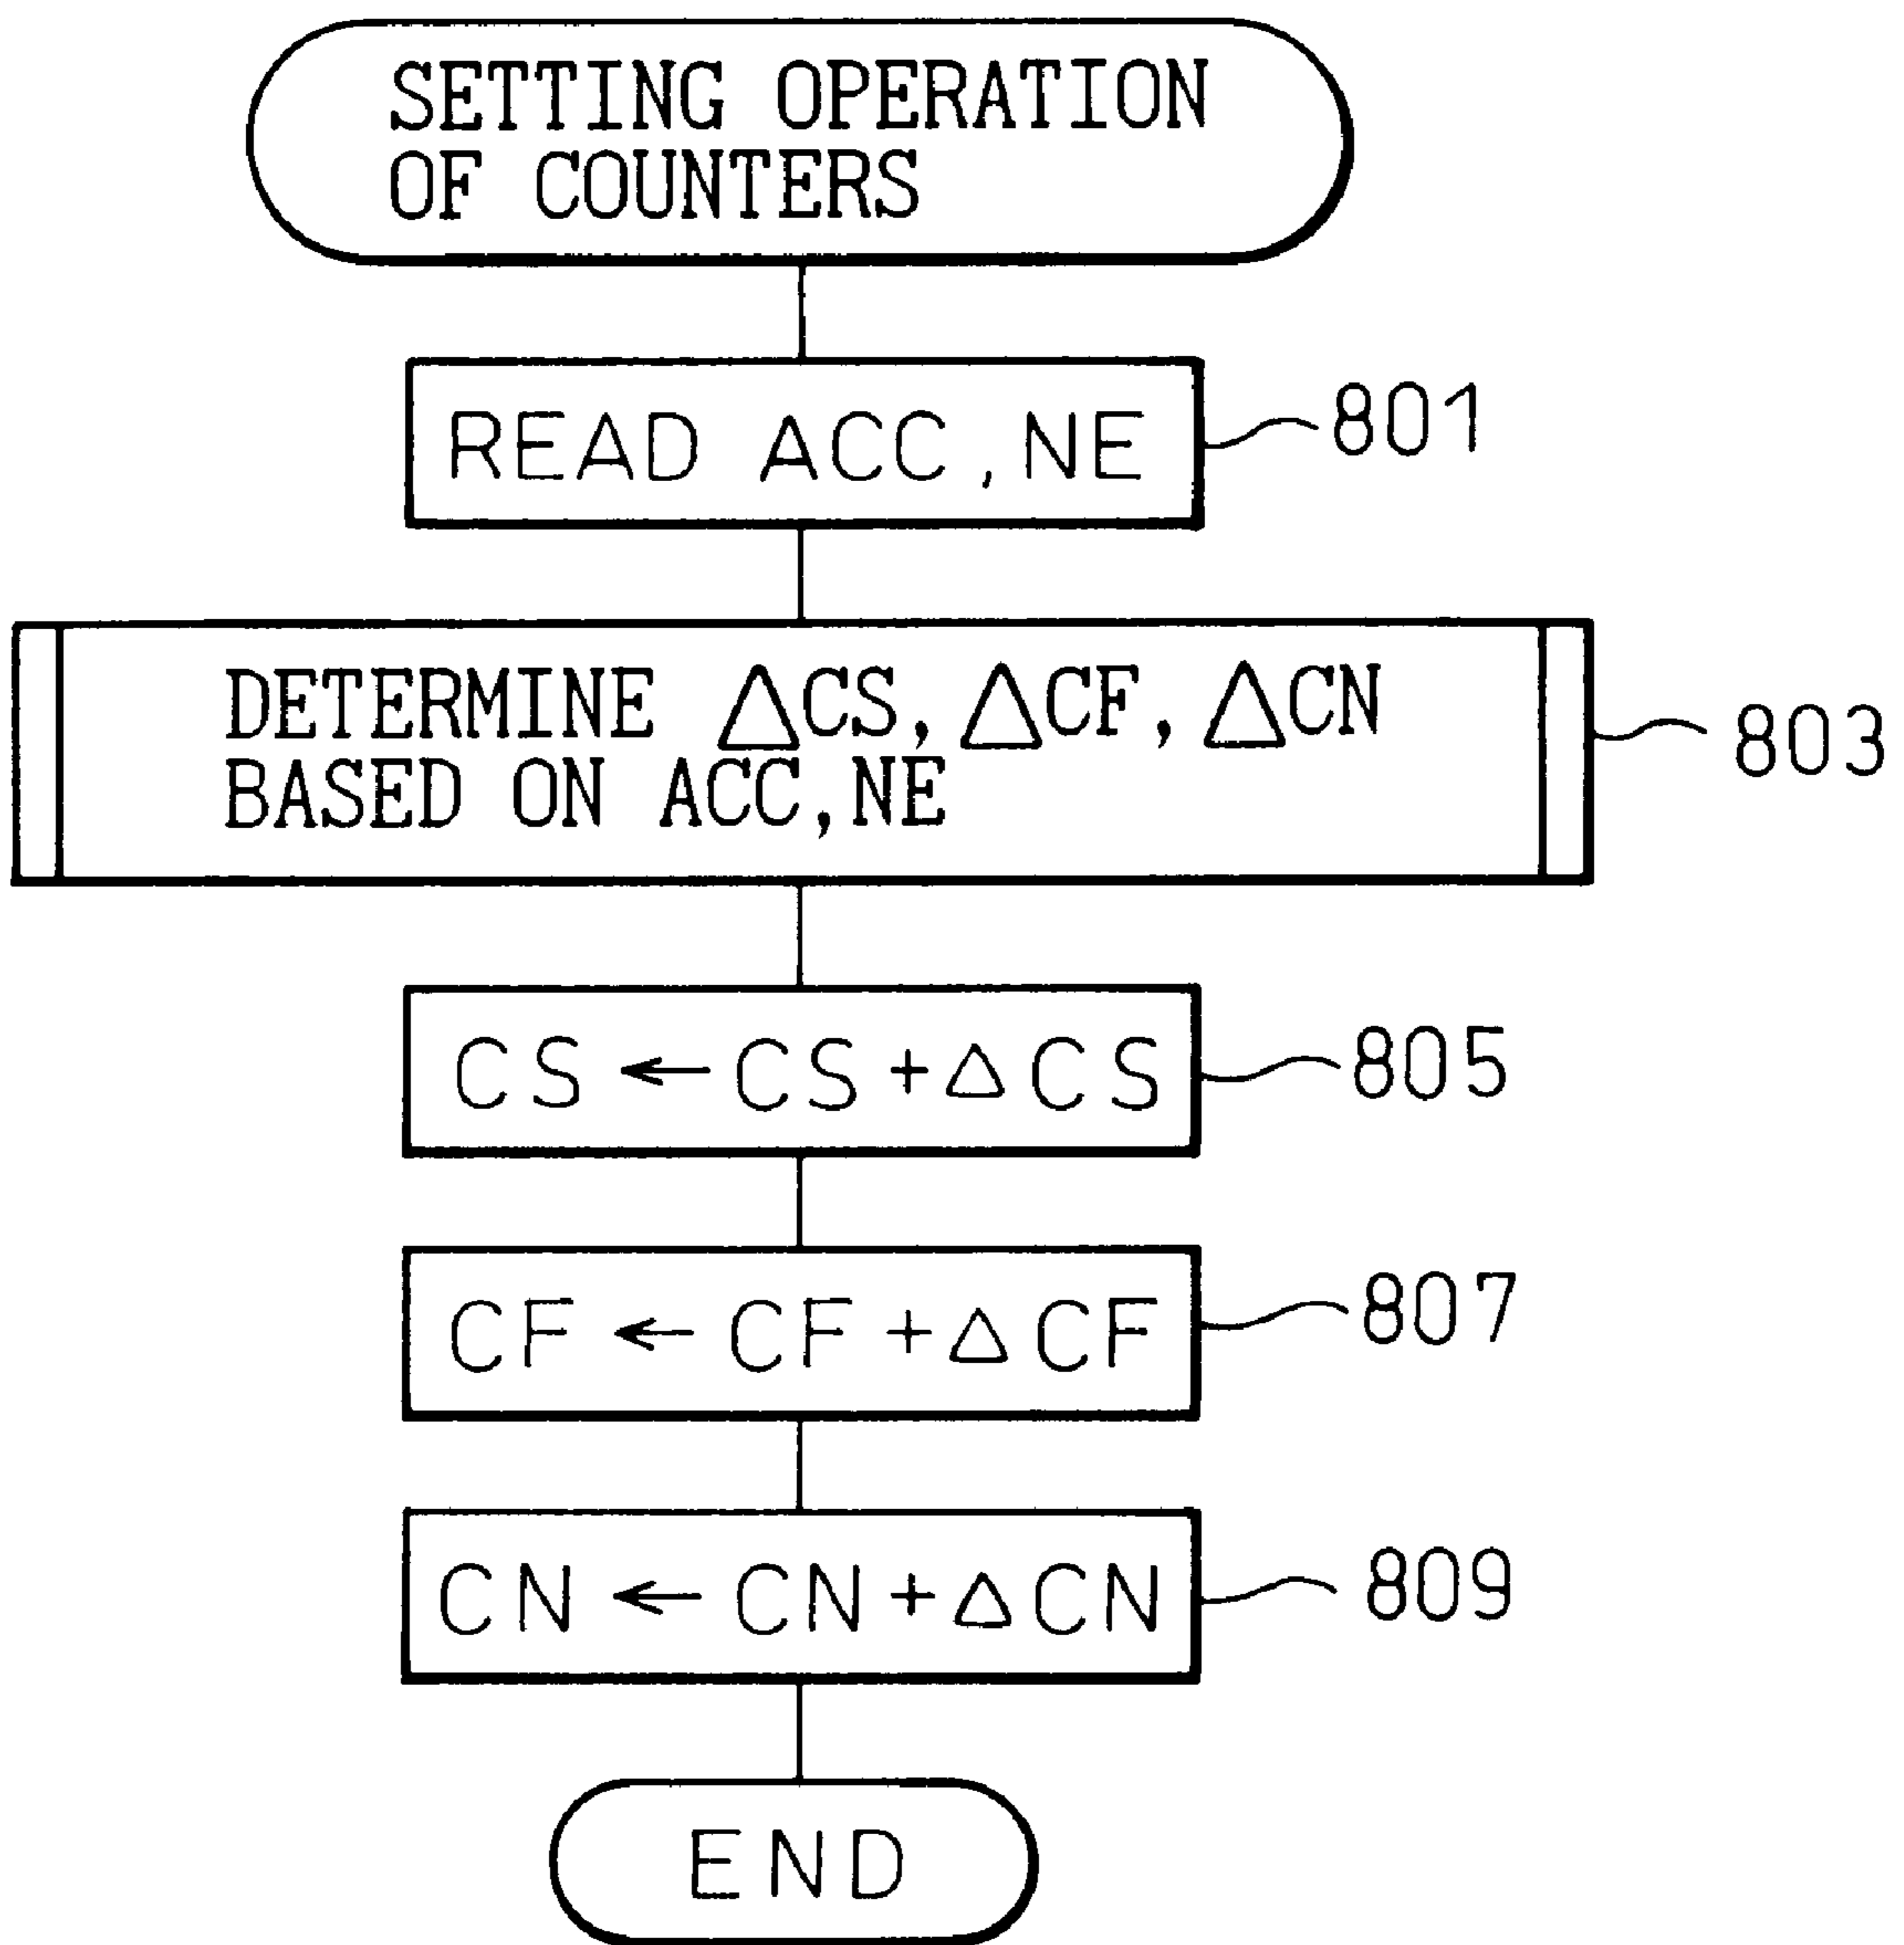 SETTING OPERATION
OF COUNTERS
READ ACC,NE
801
DETERMINE △CS,△CF,△CN
BASED ON ACC,NE
803
CS ← CS+△CS
805
CF ← CF+△CF
807
CN ← CN+△CN
809
END